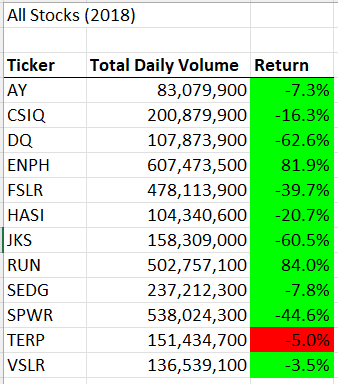 All Stocks (2018)
Ticker Total Daily Volume Return
AY 83,079,900 -7.3%
CSIQ 200,879,900 -16.3%
DQ 107,873,900 -62.6%
ENPH 607,473,500 81.9%
FSLR 478,113,900 -39.7%
HASI 104,340,600 -20.7%
JKS 158,309,000 -60.5%
RUN 502,757,100 84.0%
SEDG 237,212,300 -7.8%
SPWR 538,024,300 -44.6%
TERP 151,434,700 -5.0%
VSLR 136,539,100 -3.5%